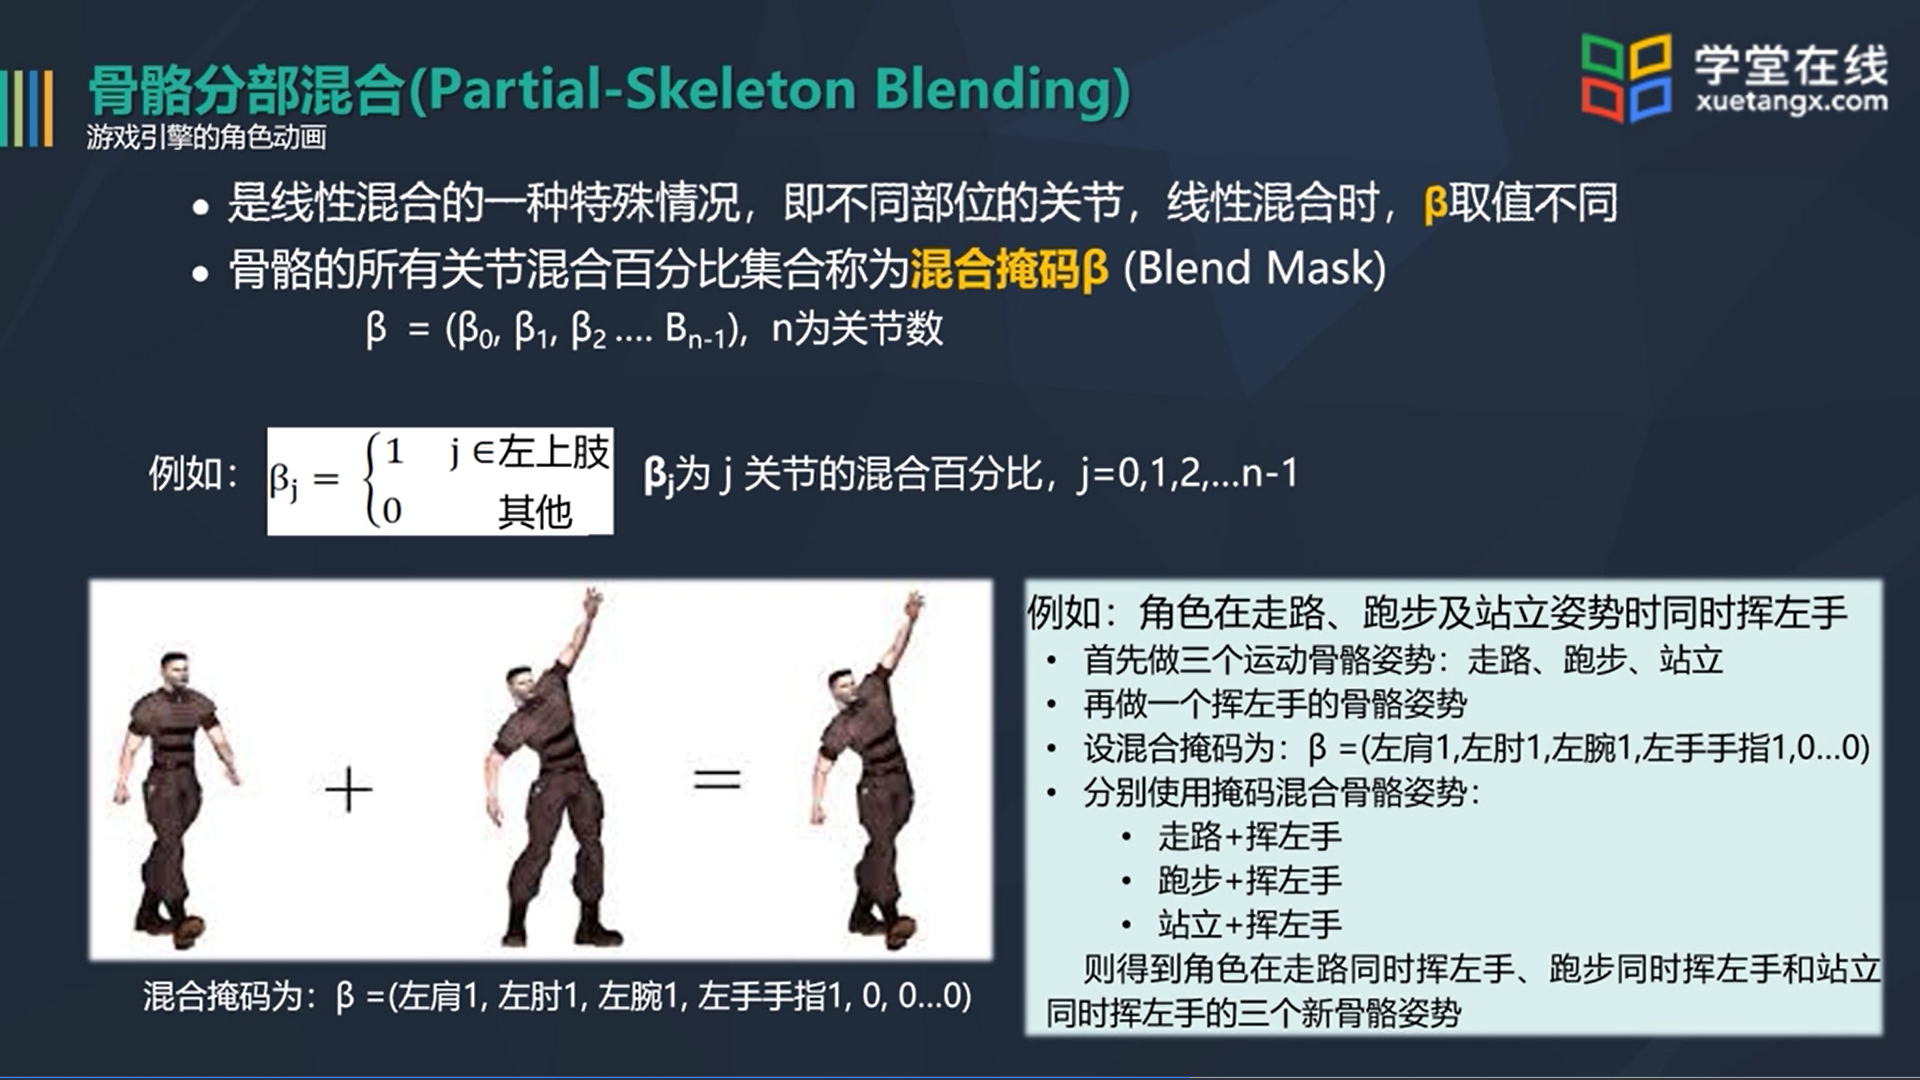 骨骼分部混合(Partial-Skeleton Blending)
游戏引擎的角色动画
学堂在线
xuetangx.com
• 是线性混合的一种特殊情况，即不同部位的关节，线性混合时，β取值不同
• 骨骼的所有关节混合百分比集合称为混合掩码β (Blend Mask)
β = (β0, β1, β2 .... Bn-1)，n为关节数
例如：
βj = {1 j ∈左上肢
0 其他
βj为 j 关节的混合百分比，j=0,1,2,...n-1
+ =
混合掩码为：β =(左肩1, 左肘1, 左腕1, 左手手指1, 0, 0...0)
例如：角色在走路、跑步及站立姿势时同时挥左手
• 首先做三个运动骨骼姿势：走路、跑步、站立
• 再做一个挥左手的骨骼姿势
• 设混合掩码为：β =(左肩1,左肘1,左腕1,左手手指1,0...0)
• 分别使用掩码混合骨骼姿势：
• 走路+挥左手
• 跑步+挥左手
• 站立+挥左手
则得到角色在走路同时挥左手、跑步同时挥左手和站立
同时挥左手的三个新骨骼姿势